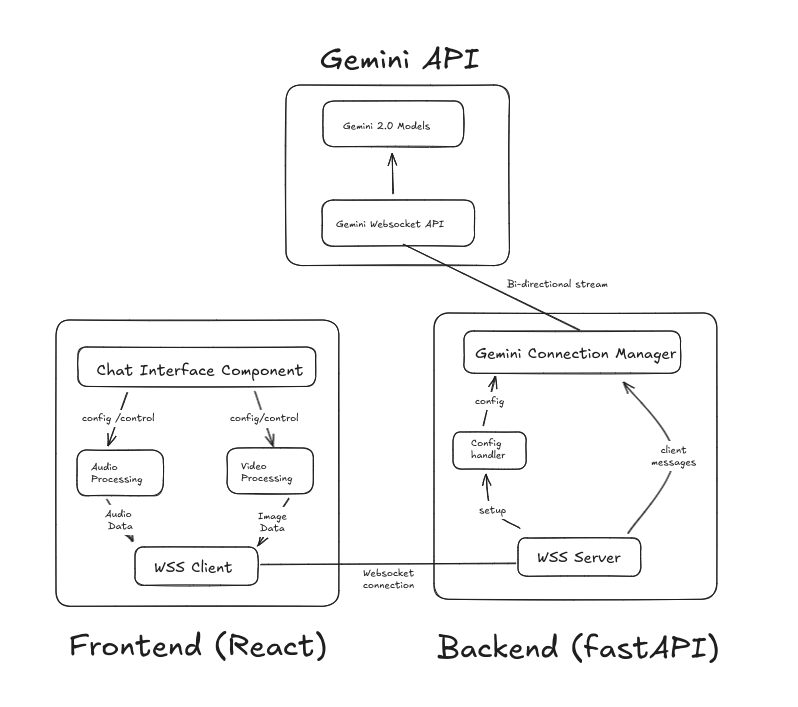 Gemini API
Gemini 2.0 Models
Gemini Websocket API
Bi-directional stream
Chat Interface Component
config /control
config/control
Audio
Processing
Video
Processing
Audio
Data
Image
Data
WSS Client
Websocket
connection
Gemini Connection Manager
config
Config
handler
client
messages
setup
WSS Server
Frontend (React)
Backend (fastAPI)